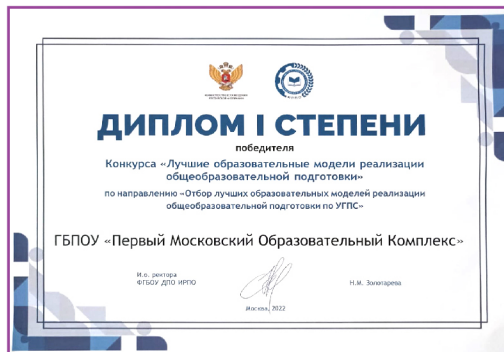 ДИПЛОМ I СТЕПЕНИ
победителя
Конкурса «Лучшие образовательные модели реализации
общеобразовательной подготовки»
по направлению «Отбор лучших образовательных моделей реализации
общеобразовательной подготовки по УГПС»
ГБПОУ «Первый Московский Образовательный Комплекс»
И.о. ректора
ФГБОУ ДПО ИРПО
Н.М. Золотарева
Москва, 2022